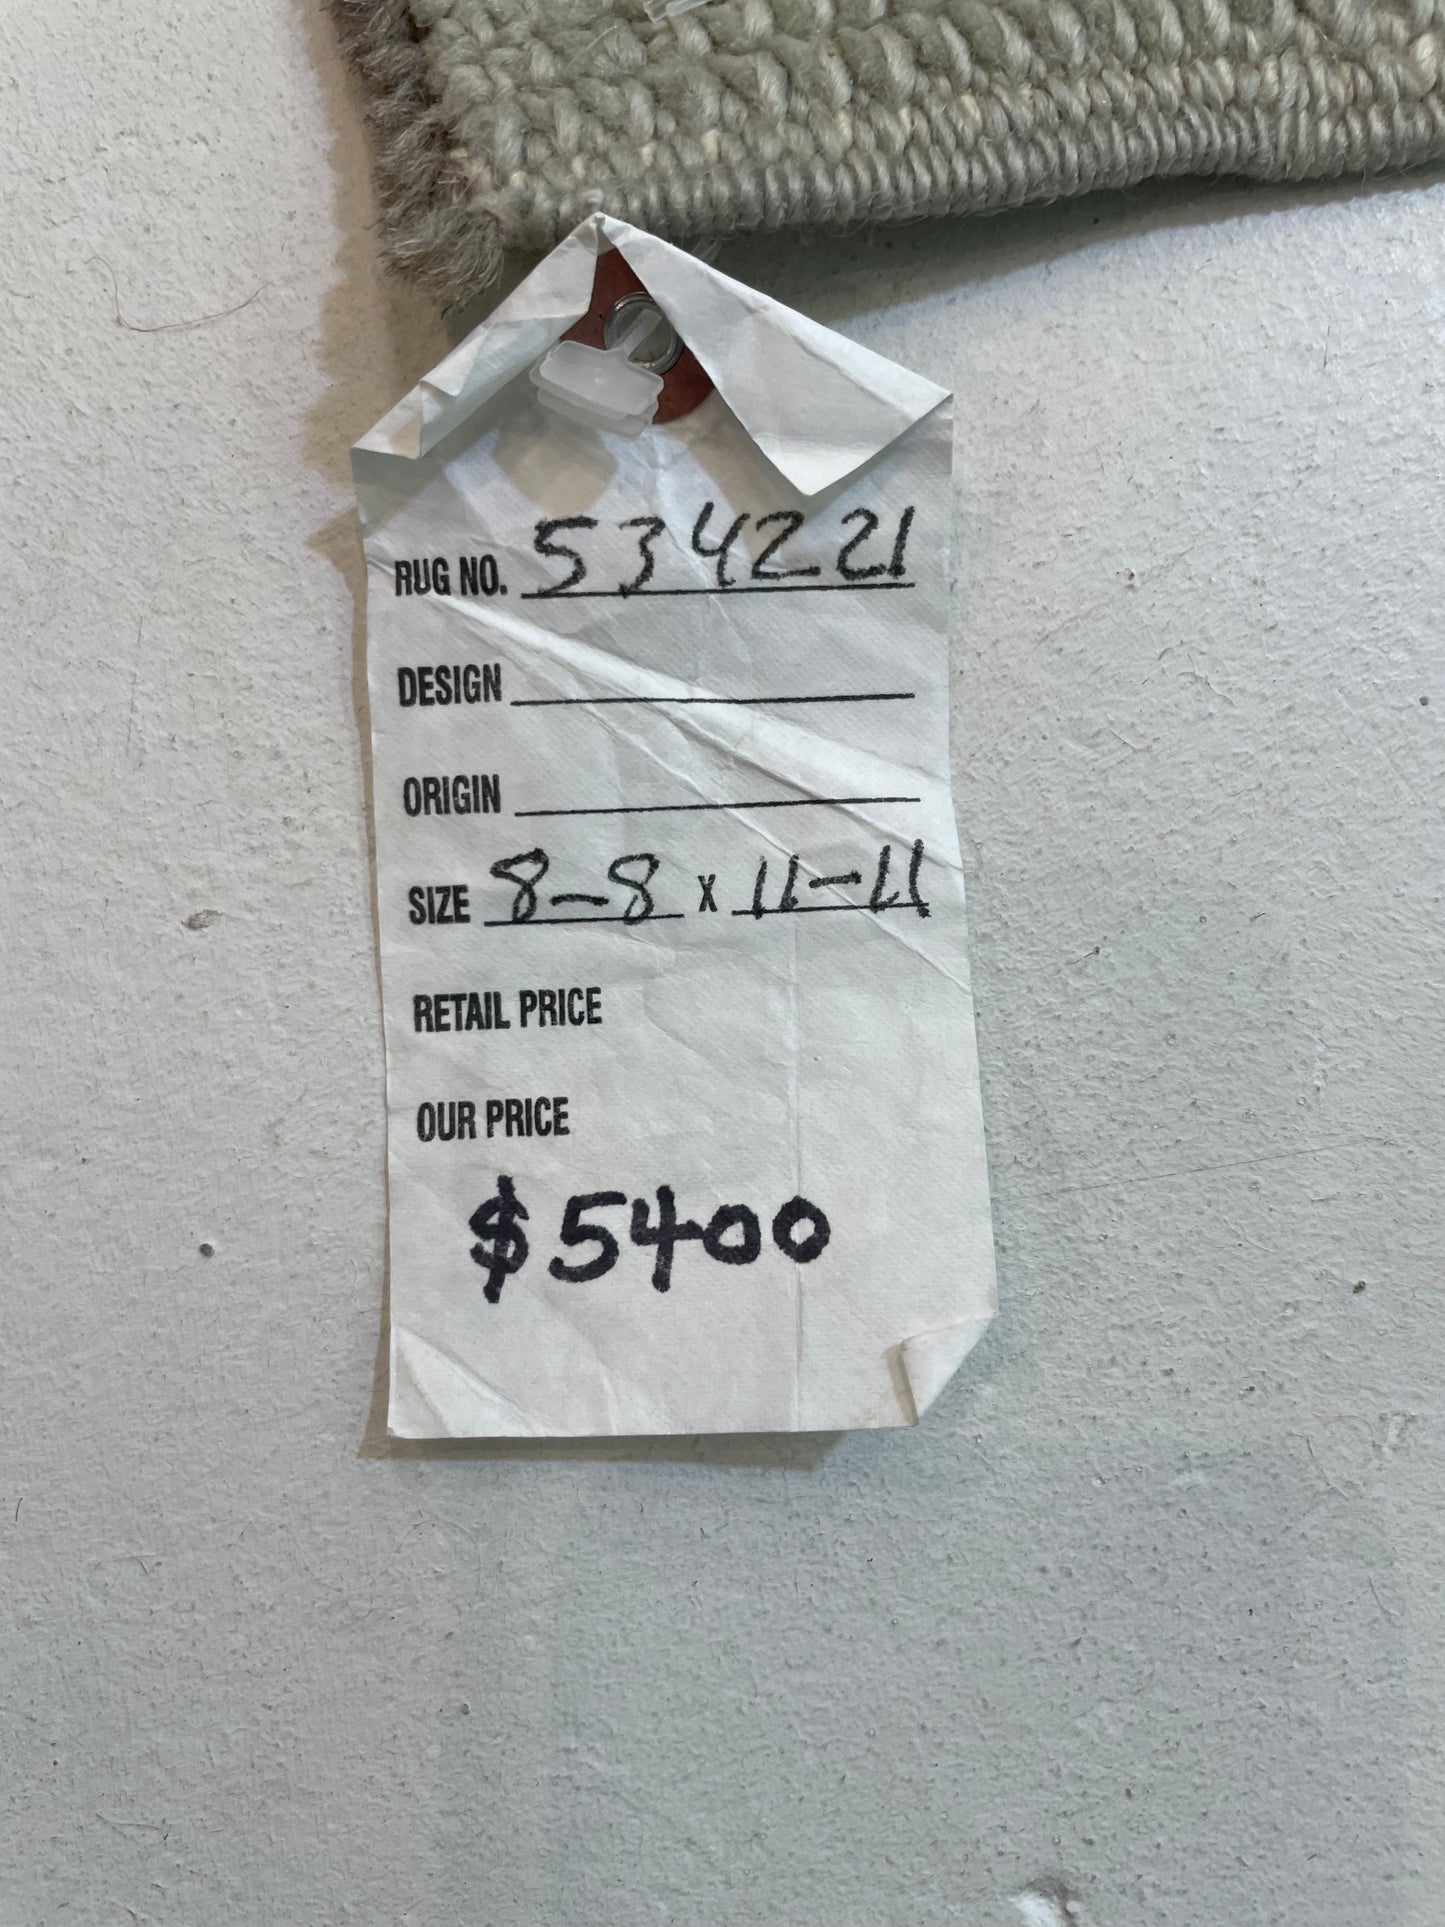 RUG NO. 534221
DESIGN
ORIGIN
SIZE 8-8 x 11-11
RETAIL PRICE
OUR PRICE
$5400